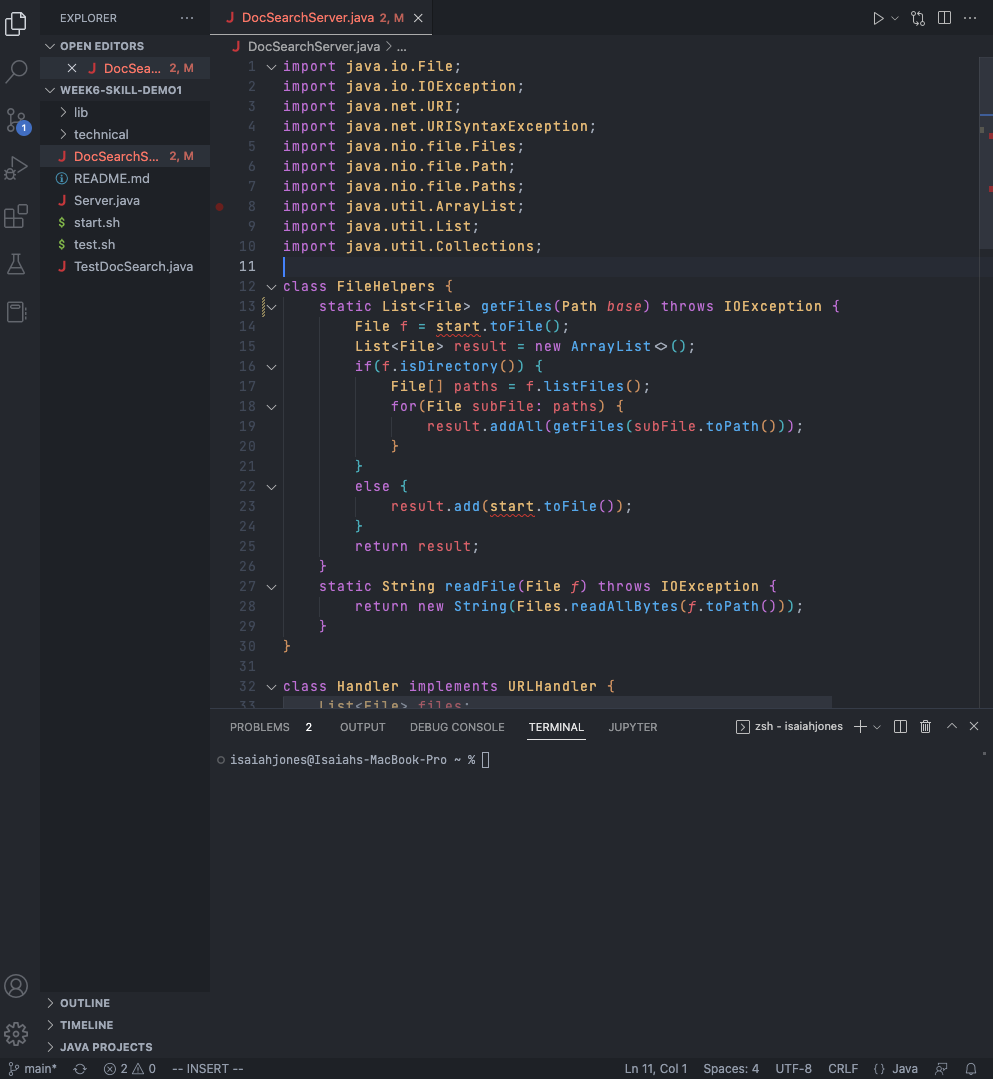 EXPLORER
OPEN EDITORS
DocSea... 2, M
WEEK6-SKILL-DEMO1
lib
technical
DocSearchS... 2, M
README.md
Server.java
start.sh
test.sh
TestDocSearch.java
OUTLINE
TIMELINE
JAVA PROJECTS
1
DocSearchServer.java 2, M
DocSearchServer.java > ...
1 import java.io.File;
2 import java.io.IOException;
3 import java.net.URI;
4 import java.net.URISyntaxException;
5 import java.nio.file.Files;
6 import java.nio.file.Path;
7 import java.nio.file.Paths;
8 import java.util.ArrayList;
9 import java.util.List;
10 import java.util.Collections;
11
12 class FileHelpers {
13     static List<File> getFiles(Path base) throws IOException {
14         File f = start.toFile();
15         List<File> result = new ArrayList<>();
16         if(f.isDirectory()) {
17             File[] paths = f.listFiles();
18             for(File subFile: paths) {
19                 result.addAll(getFiles(subFile.toPath()));
20             }
21         }
22         else {
23             result.add(start.toFile());
24         }
25         return result;
26     }
27     static String readFile(File f) throws IOException {
28         return new String(Files.readAllBytes(f.toPath()));
29     }
30 }
31
32 class Handler implements URLHandler {
33     List<File> files;
PROBLEMS 2 OUTPUT DEBUG CONSOLE TERMINAL JUPYTER zsh - isaiahjones
isaiahjones@Isaiahs-MacBook-Pro ~ %
main* 2 0 -- INSERT -- Ln 11, Col 1 Spaces: 4 UTF-8 CRLF {} Java